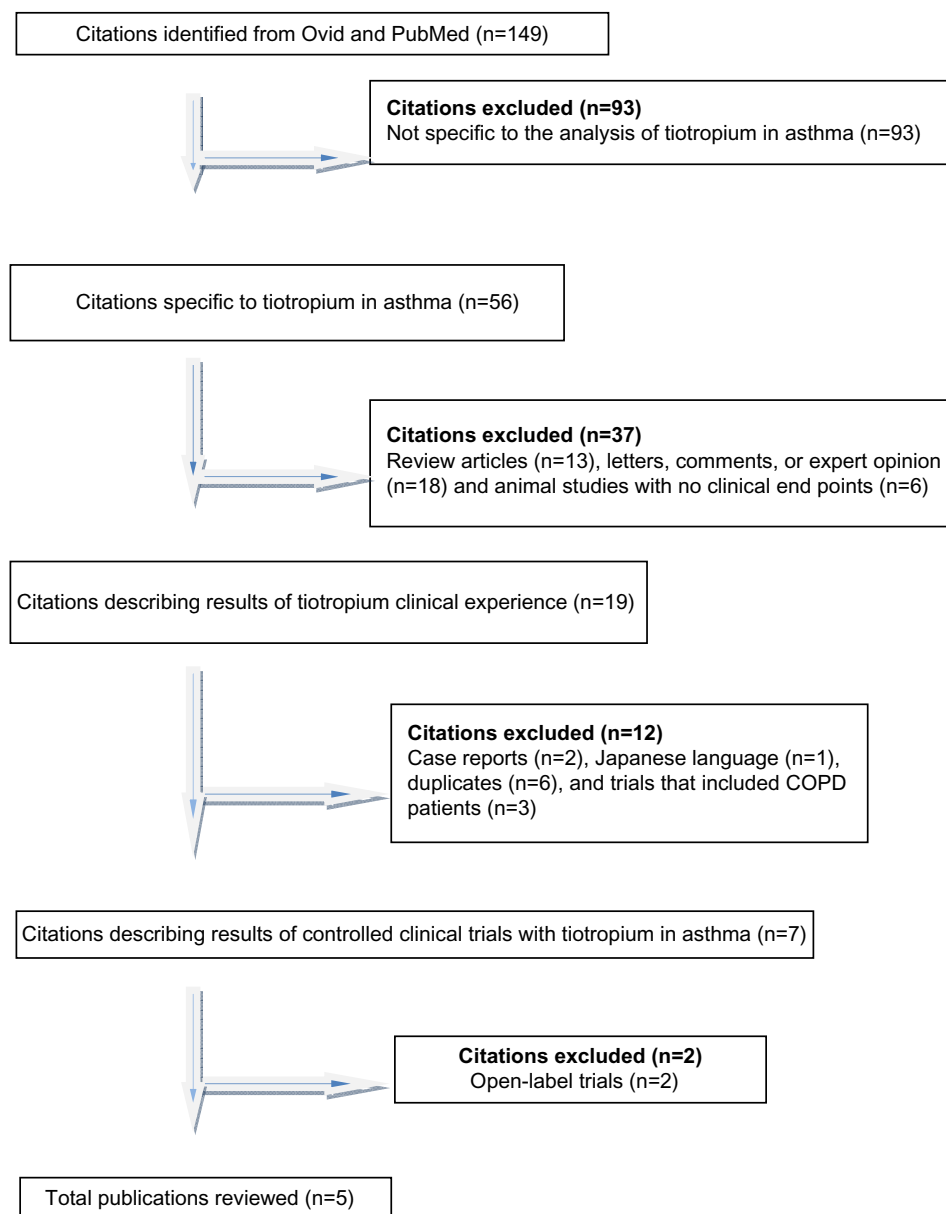 Citations identified from Ovid and PubMed (n=149)
Citations excluded (n=93)
Not specific to the analysis of tiotropium in asthma (n=93)
Citations specific to tiotropium in asthma (n=56)
Citations excluded (n=37)
Review articles (n=13), letters, comments, or expert opinion
(n=18) and animal studies with no clinical end points (n=6)
Citations describing results of tiotropium clinical experience (n=19)
Citations excluded (n=12)
Case reports (n=2), Japanese language (n=1),
duplicates (n=6), and trials that included COPD
patients (n=3)
Citations describing results of controlled clinical trials with tiotropium in asthma (n=7)
Citations excluded (n=2)
Open-label trials (n=2)
Total publications reviewed (n=5)